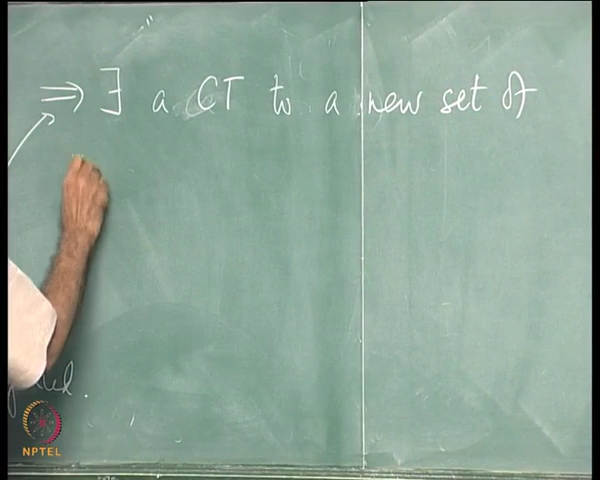 ⇒ ∃ a CT to a new set of
NPTEL